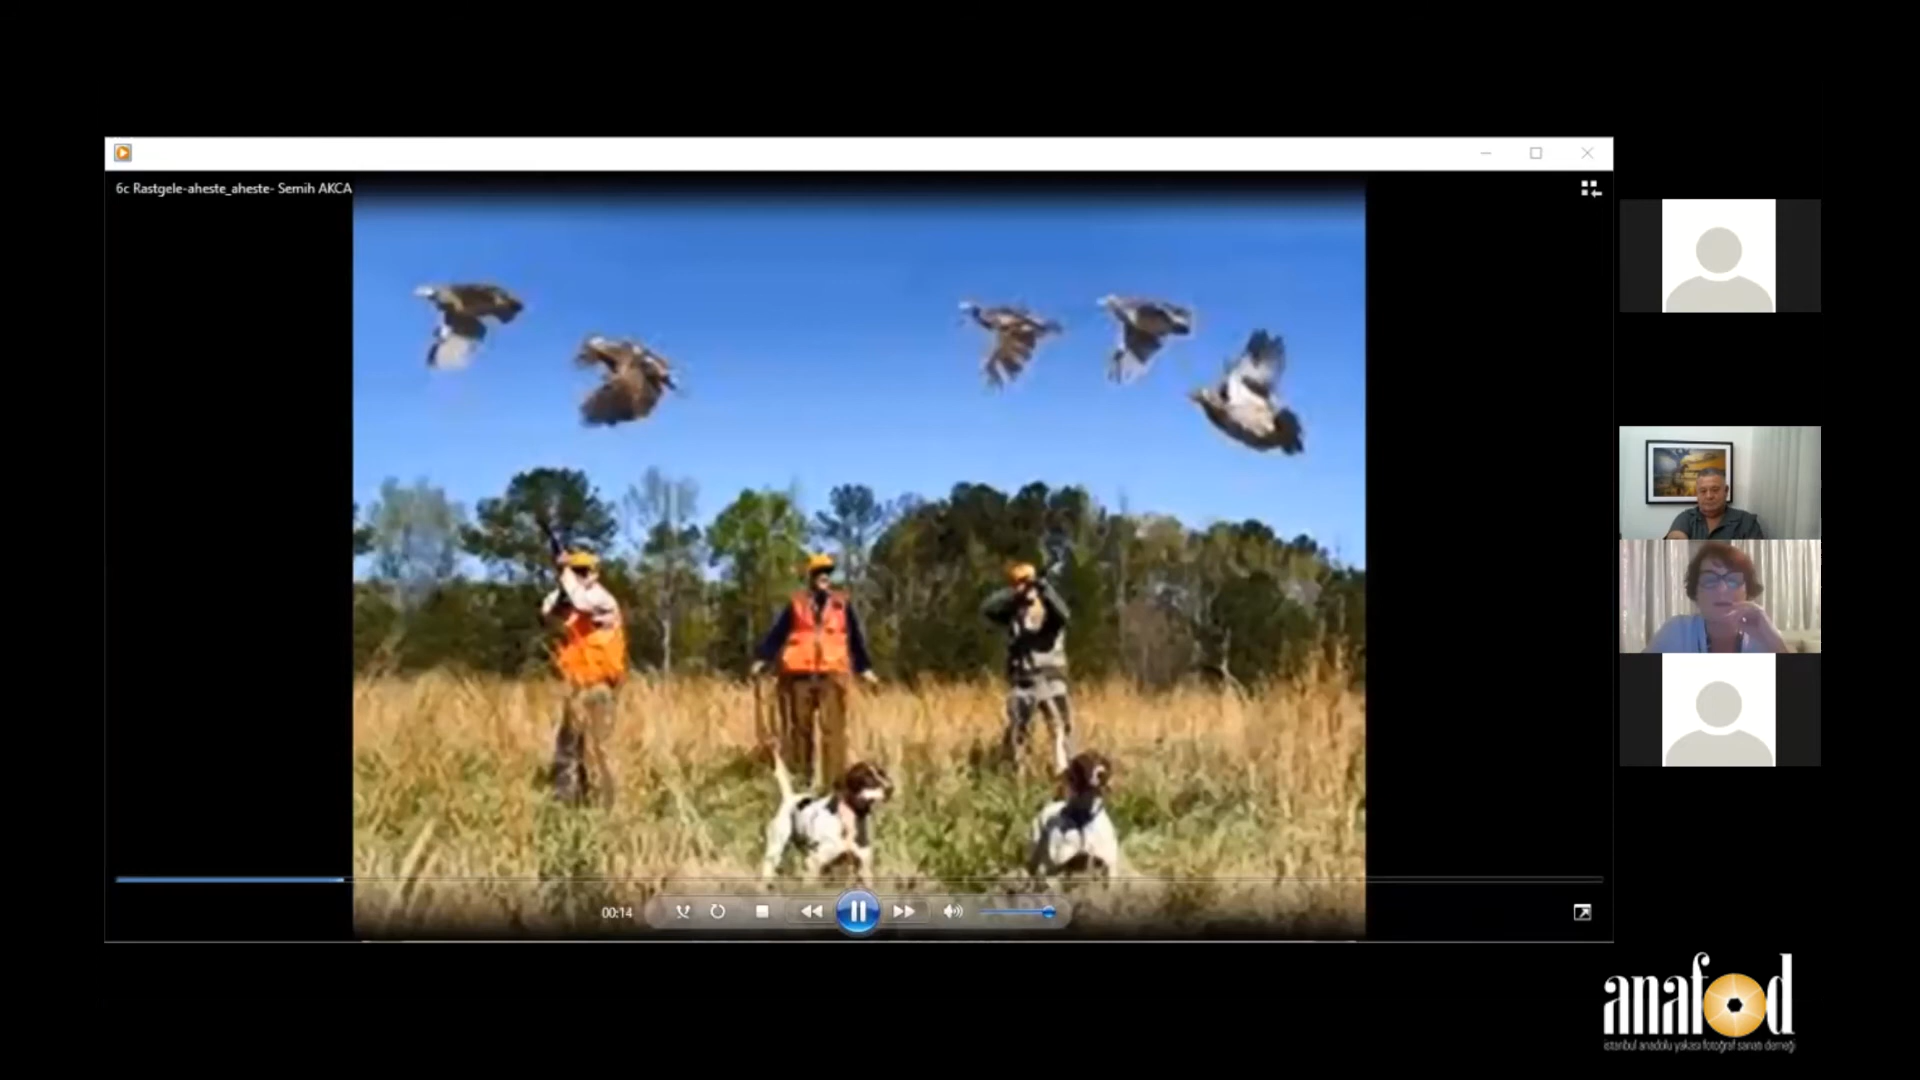 6c Rastgele-aheste_aheste- Semih AKCA
00:14
anafod
istanbul anadolu yakası fotoğraf sanatı derneği